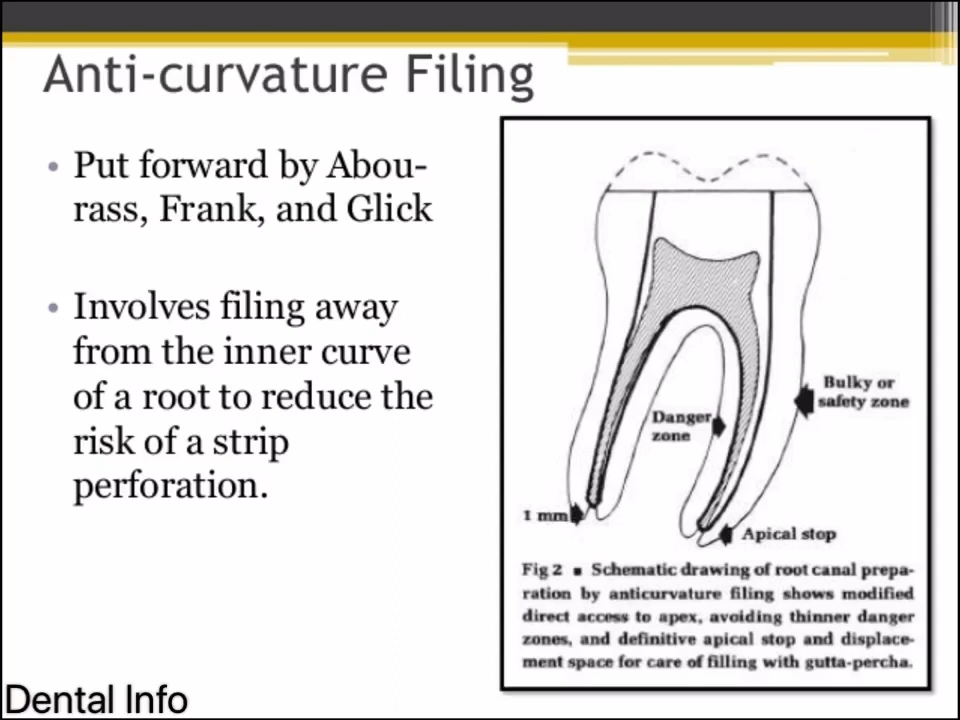 Anti-curvature Filing
• Put forward by Abou-
rass, Frank, and Glick
• Involves filing away
from the inner curve
of a root to reduce the
risk of a strip
perforation.
Bulky or
safety zone
Danger
zone
1 mm
Apical stop
Fig 2 ■ Schematic drawing of root canal prepa-
ration by anticurvature filing shows modified
direct access to apex, avoiding thinner danger
zones, and definitive apical stop and displace-
ment space for care of filling with gutta-percha.
Dental Info